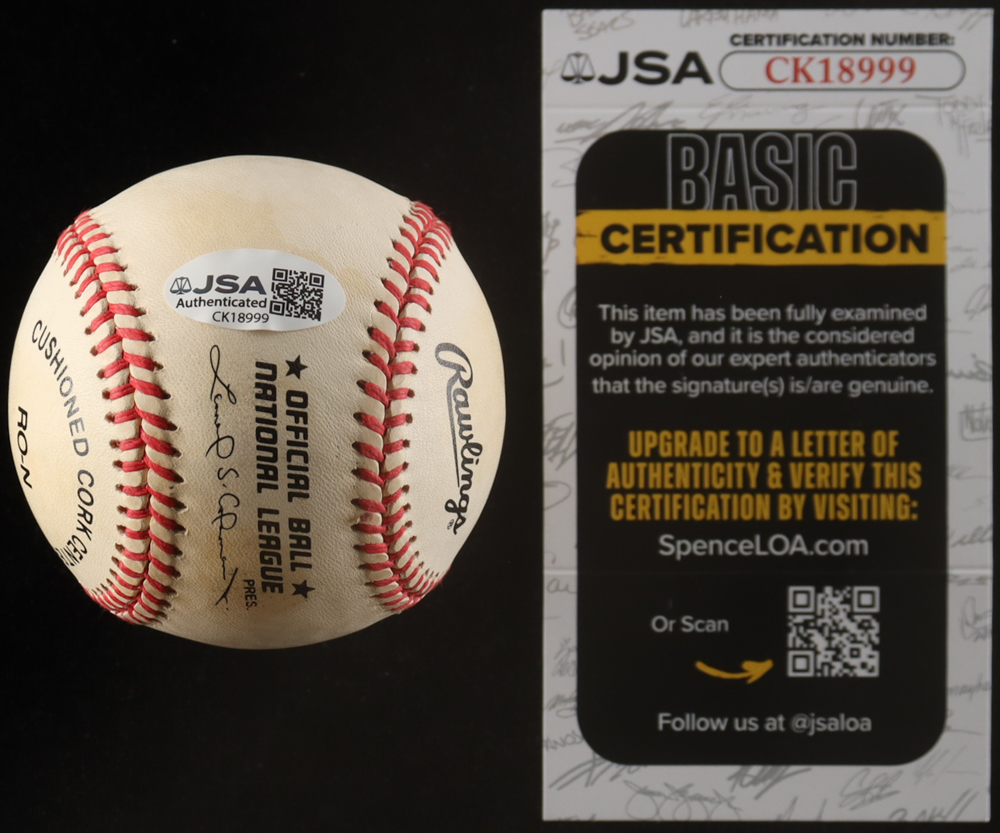 JSA
Authenticated
CK18999
★ OFFICIAL BALL ★
NATIONAL LEAGUE
Leonard S. Coleman Jr.
PRES.
Rawlings
CUSHIONED CORK
RO-N
JSA
CERTIFICATION NUMBER:
CK18999
BASIC
CERTIFICATION
This item has been fully examined
by JSA, and it is the considered
opinion of our expert authenticators
that the signature(s) is/are genuine.
UPGRADE TO A LETTER OF
AUTHENTICITY & VERIFY THIS
CERTIFICATION BY VISITING:
SpenceLOA.com
Or Scan
Follow us at @jsaloa